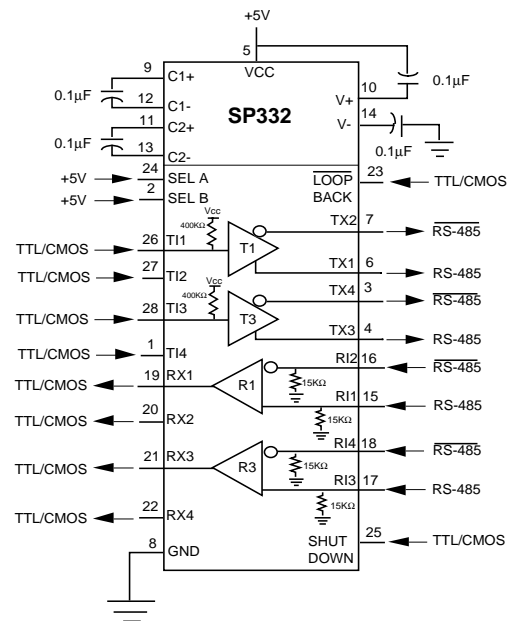 +5V
5
VCC
9 C1+
0.1µF
12 C1-
11 C2+
0.1µF
13 C2-
SP332
10 V+
0.1µF
14 V-
0.1µF
24 SEL A
+5V
2 SEL B
+5V
LOOP BACK 23 TTL/CMOS
Vcc
400KΩ
TTL/CMOS 26 TI1
T1
TX2 7 RS-485
TTL/CMOS 27 TI2
TX1 6 RS-485
Vcc
400KΩ
TTL/CMOS 28 TI3
T3
TX4 3 RS-485
TX3 4 RS-485
TTL/CMOS 1 TI4
RI2 16 RS-485
15KΩ
TTL/CMOS 19 RX1
R1
RI1 15 RS-485
15KΩ
TTL/CMOS 20 RX2
RI4 18 RS-485
15KΩ
TTL/CMOS 21 RX3
R3
RI3 17 RS-485
15KΩ
TTL/CMOS 22 RX4
8 GND
SHUT DOWN 25 TTL/CMOS